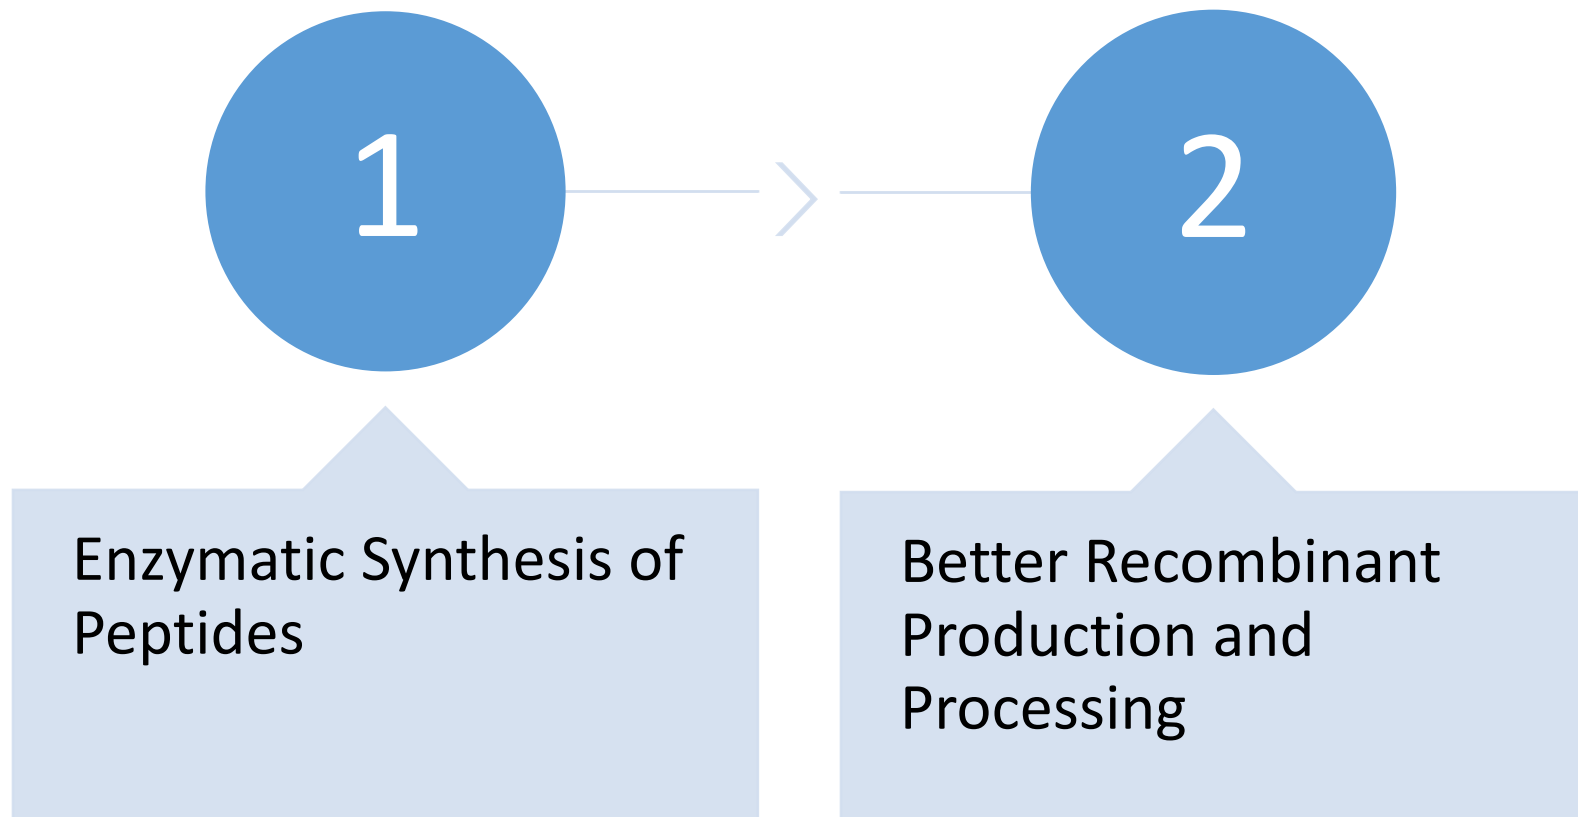 1
2
Enzymatic Synthesis of
Peptides
Better Recombinant
Production and
Processing